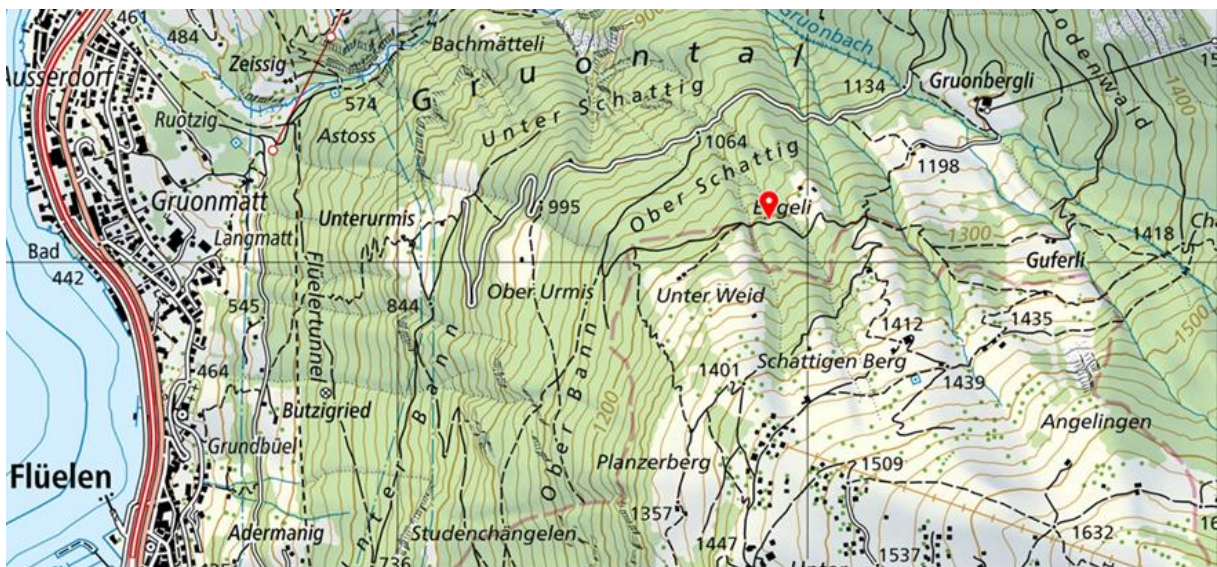 461
484
Bachmätteli
900
Gruonbach
Zeissig
Ausserdorf
Gruontal
1134
Gruonbergli
Bodenwald
1400
574
Ruotzig
Astoss
Unter Schattig
1064
Ober Schattig
1198
Gruonmatt
Unterurmis
995
Langmatt
Bad
442
1300
1418
Guferli
Flüelertunnel
Ober Urmis
Unter Weid
545
844
1500
1412
1435
Schattigen Berg
1401
1439
464
Butzigried
Ober Bann
1200
Angelingen
Grundbüel
Planzerberg
Flüelen
1509
1357
Adermanig
Studenchängelen
1632
1447
1537
736
Unter